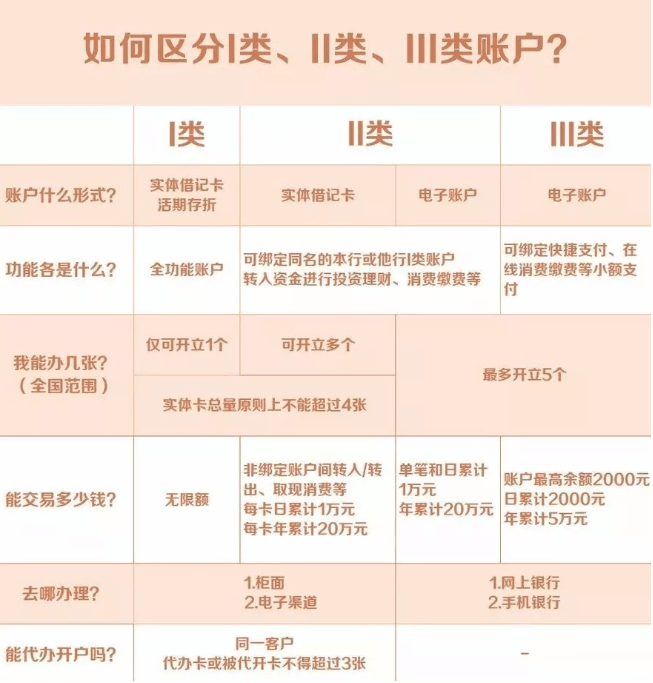 如何区分I类、II类、III类账户?
I类
II类
III类
账户什么形式?
实体借记卡
活期存折
实体借记卡
电子账户
电子账户
功能各是什么?
全功能账户
可绑定同名的本行或他行I类账户
转入资金进行投资理财、消费缴费等
可绑定快捷支付、在
线消费缴费等小额支
付
我能办几张?
(全国范围)
仅可开立1个
可开立多个
实体卡总量原则上不能超过4张
最多开立5个
能交易多少钱?
无限额
非绑定账户间转入/转
出、取现消费等
每卡日累计1万元
每卡年累计20万元
单笔和日累计
1万元
年累计20万元
账户最高余额2000元
日累计2000元
年累计5万元
去哪办理?
1.柜面
2.电子渠道
1.网上银行
2.手机银行
能代办开户吗?
同一客户
代办卡或被代开卡不得超过3张
–